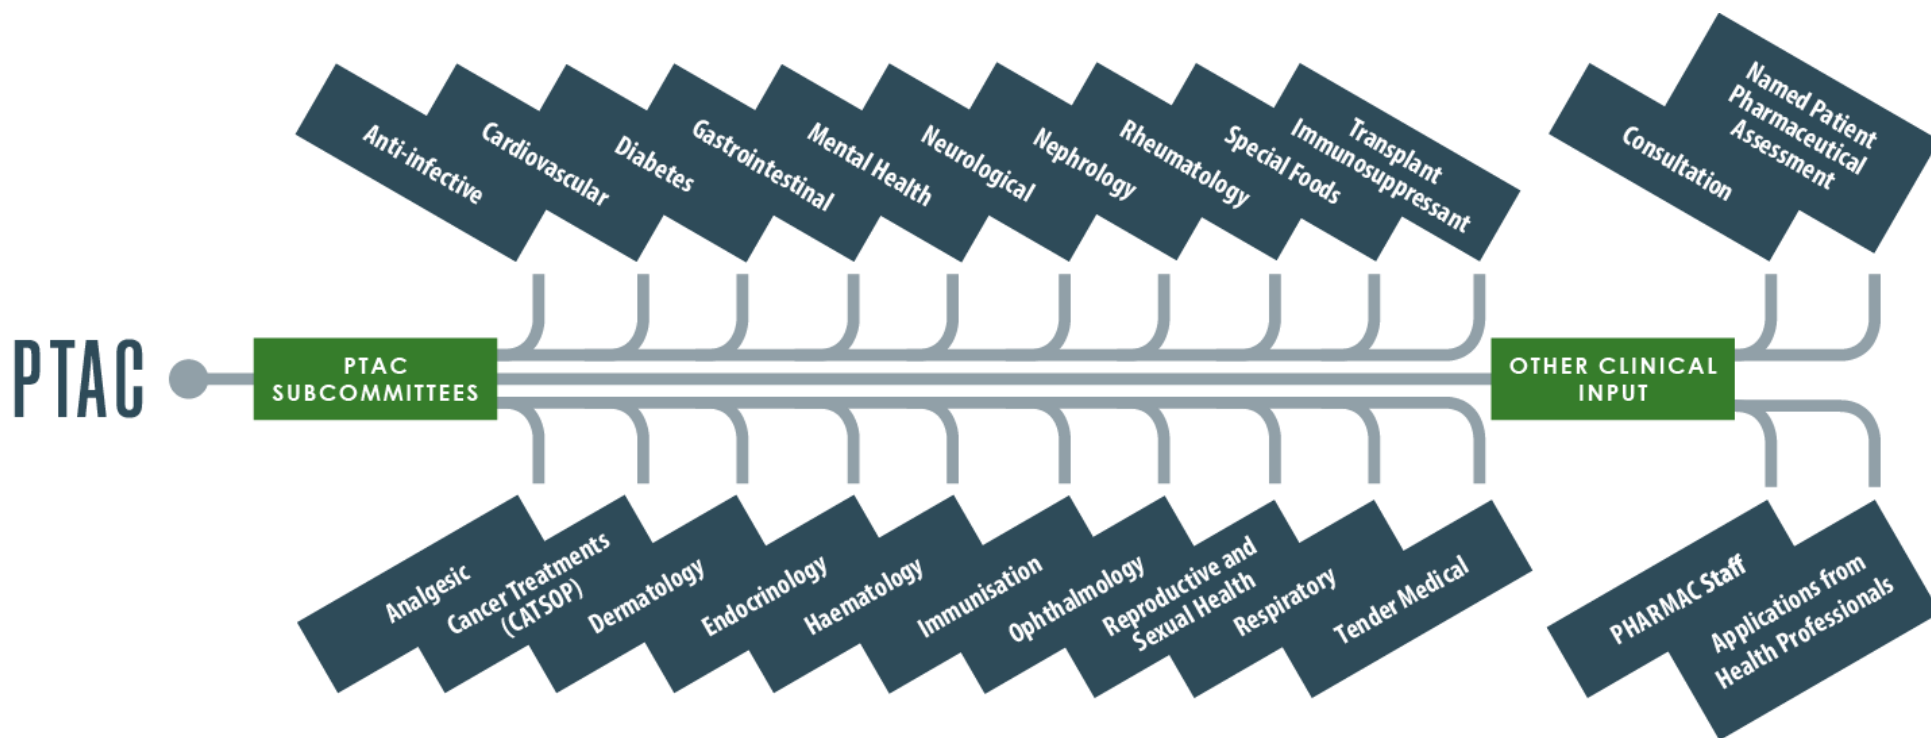 PTAC
PTAC
SUBCOMMITTEES
Anti-infective
Cardiovascular
Diabetes
Gastrointestinal
Mental Health
Neurological
Nephrology
Rheumatology
Special Foods
Transplant
Immunosuppressant
Analgesic
Cancer Treatments
(CATSOP)
Dermatology
Endocrinology
Haematology
Immunisation
Ophthalmology
Reproductive and
Sexual Health
Respiratory
Tender Medical
OTHER CLINICAL
INPUT
Consultation
Named Patient
Pharmaceutical
Assessment
PHARMAC Staff
Applications from
Health Professionals